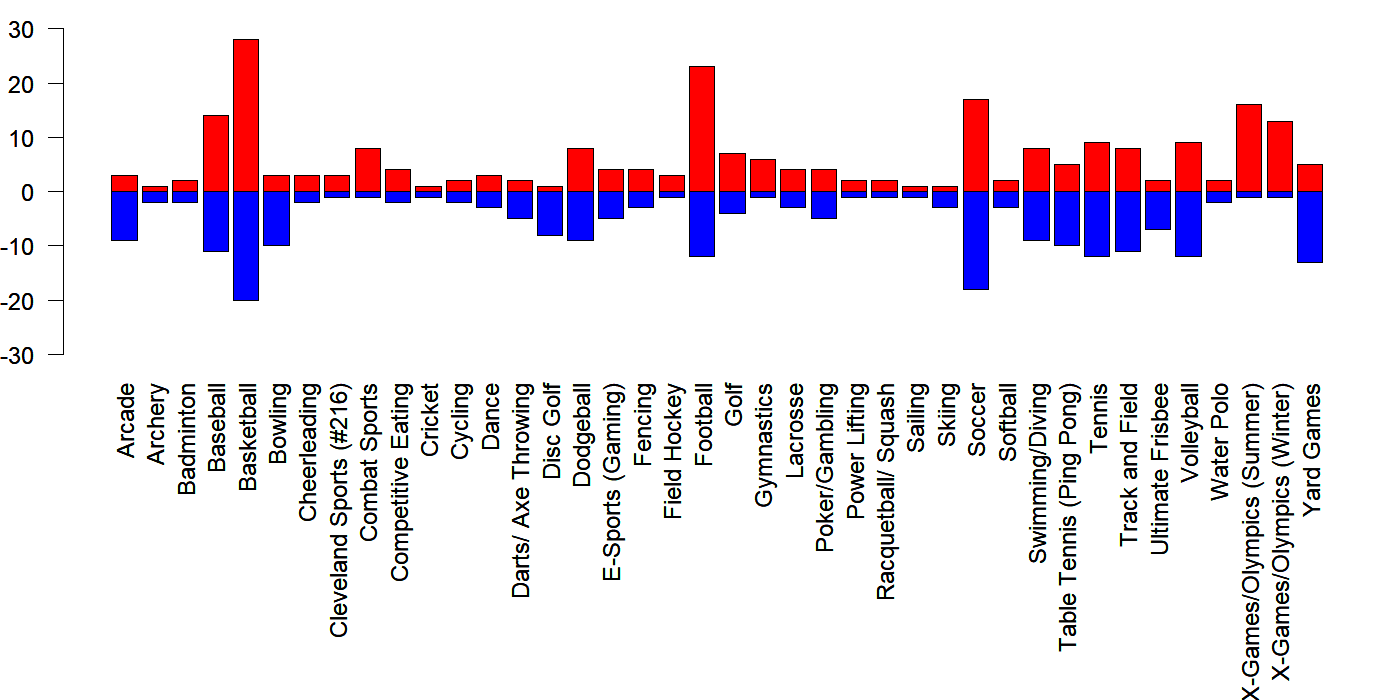 30
20
10
0
-10
-20
-30
Arcade
Archery
Badminton
Baseball
Basketball
Bowling
Cheerleading
Cleveland Sports (#216)
Combat Sports
Competitive Eating
Cricket
Cycling
Dance
Darts/ Axe Throwing
Disc Golf
Dodgeball
E-Sports (Gaming)
Fencing
Field Hockey
Football
Golf
Gymnastics
Lacrosse
Poker/Gambling
Power Lifting
Racquetball/ Squash
Sailing
Skiing
Soccer
Softball
Swimming/Diving
Table Tennis (Ping Pong)
Tennis
Track and Field
Ultimate Frisbee
Volleyball
Water Polo
X-Games/Olympics (Summer)
X-Games/Olympics (Winter)
Yard Games